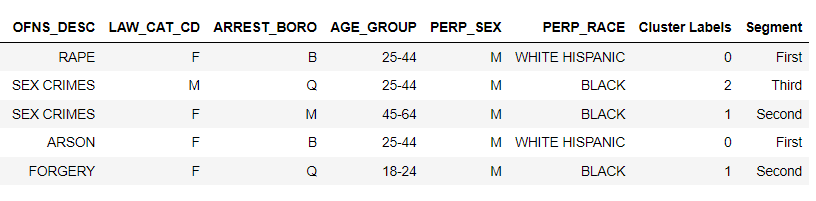 OFNS_DESC LAW_CAT_CD ARREST_BORO AGE_GROUP PERP_SEX PERP_RACE Cluster Labels Segment
RAPE F B 25-44 M WHITE HISPANIC 0 First
SEX CRIMES M Q 25-44 M BLACK 2 Third
SEX CRIMES F M 45-64 M BLACK 1 Second
ARSON F B 25-44 M WHITE HISPANIC 0 First
FORGERY F Q 18-24 M BLACK 1 Second